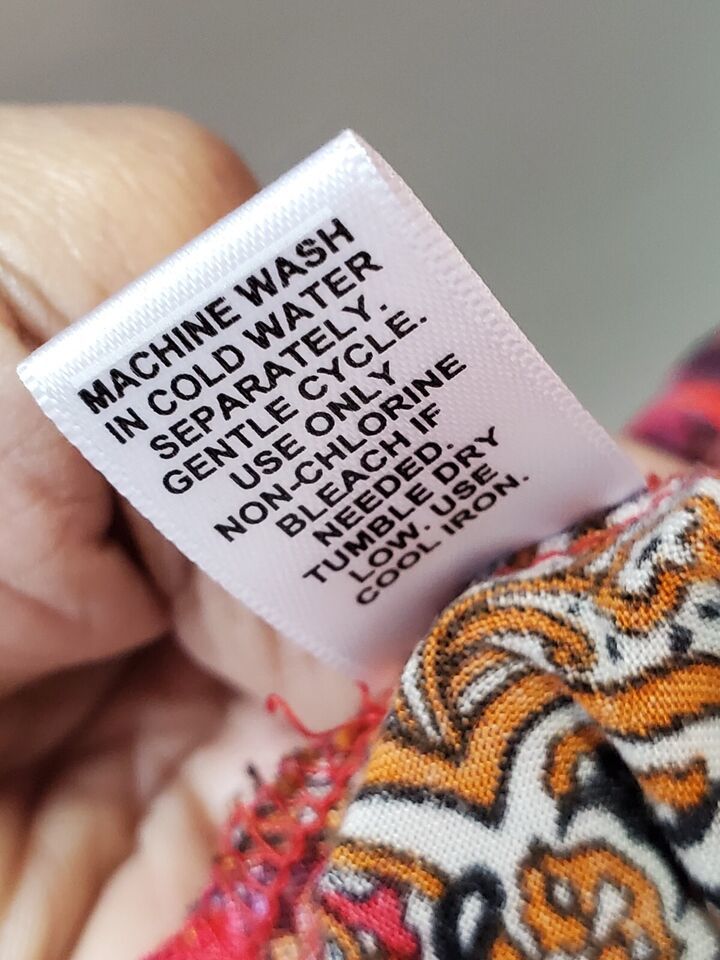 MACHINE WASH
IN COLD WATER
SEPARATELY.
GENTLE CYCLE.
USE ONLY
NON-CHLORINE
BLEACH IF
NEEDED.
TUMBLE DRY
LOW. USE
COOL IRON.